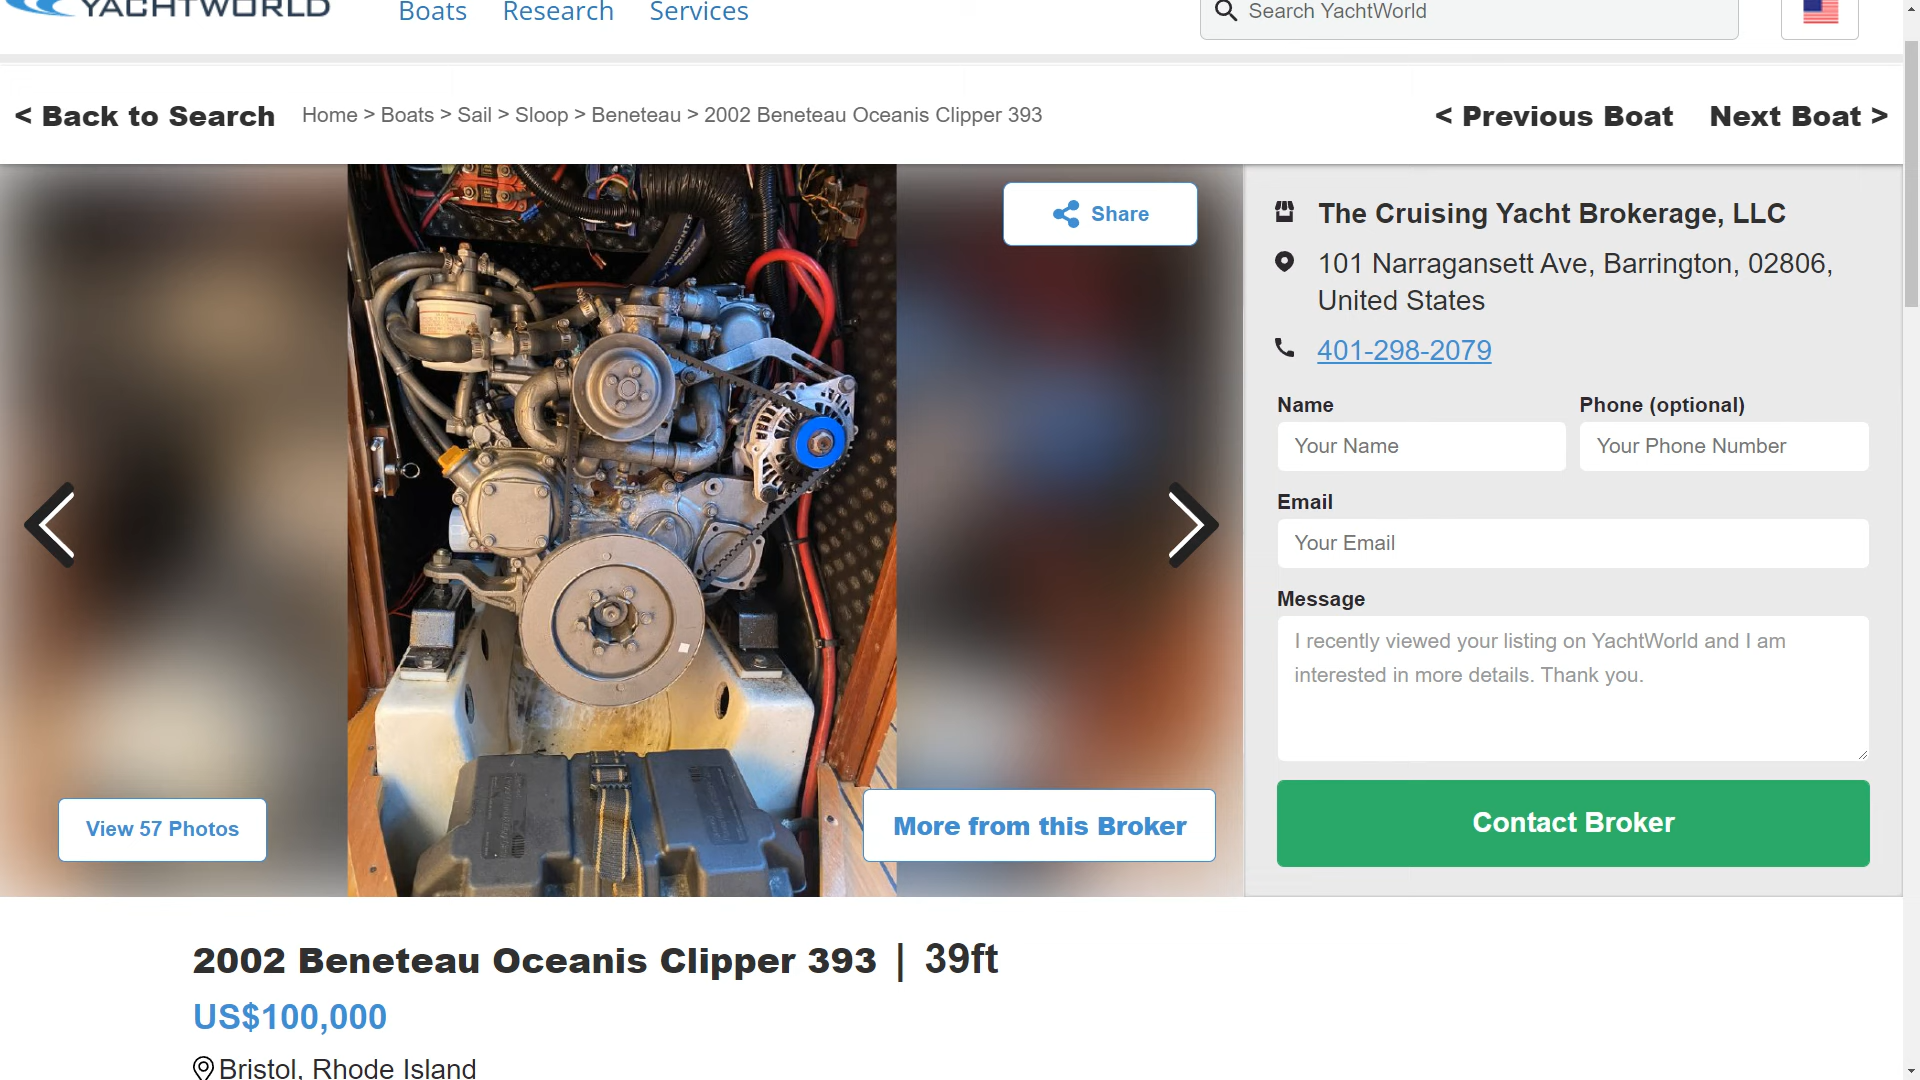 YACHTWORLD
Boats Research Services
Search YachtWorld
< Back to Search
Home > Boats > Sail > Sloop > Beneteau > 2002 Beneteau Oceanis Clipper 393
< Previous Boat Next Boat >
Share
TRIDENT
View 57 Photos
More from this Broker
The Cruising Yacht Brokerage, LLC
101 Narragansett Ave, Barrington, 02806,
United States
401-298-2079
Name Phone (optional)
Your Name Your Phone Number
Email
Your Email
Message
I recently viewed your listing on YachtWorld and I am
interested in more details. Thank you.
Contact Broker
2002 Beneteau Oceanis Clipper 393 | 39ft
US$100,000
Bristol, Rhode Island